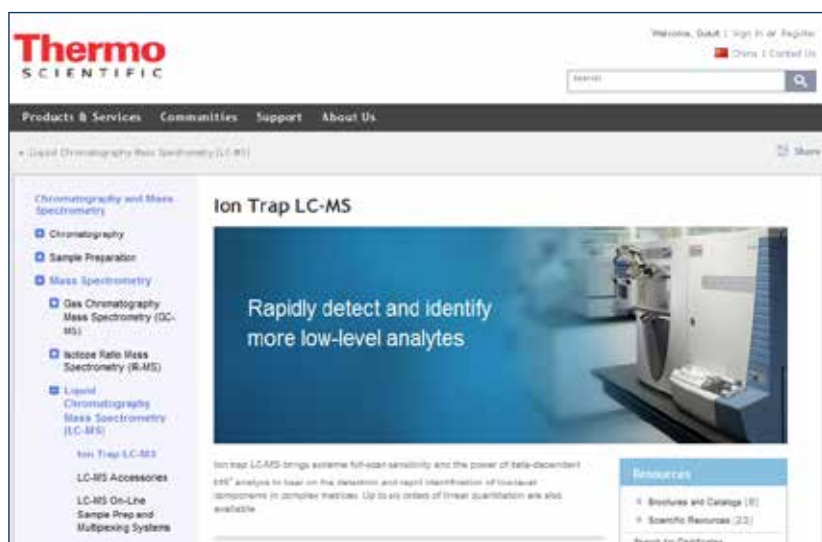 Thermo
SCIENTIFIC
Welcome, Guest | Sign In or Register
China | Contact Us
Search
Products & Services Communities Support About Us
Liquid Chromatography Mass Spectrometry (LC-MS)
Share
Chromatography and Mass
Spectrometry
Chromatography
Sample Preparation
Mass Spectrometry
Gas Chromatography
Mass Spectrometry (GC-
MS)
Isotope Ratio Mass
Spectrometry (IR-MS)
Liquid
Chromatography
Mass Spectrometry
(LC-MS)
Ion Trap LC-MS
LC-MS Accessories
LC-MS On-Line
Sample Prep and
Multiplexing Systems
Ion Trap LC-MS
Rapidly detect and identify
more low-level analytes
Ion trap LC-MS brings extreme full-scan sensitivity and the power of data-dependent
MSⁿ analysis to bear on the detection and rapid identification of low-level
components in complex matrices. Up to six orders of linear quantitation are also
available.
Resources
Brochures and Catalogs (8)
Scientific Resources (23)
Search for Certificates